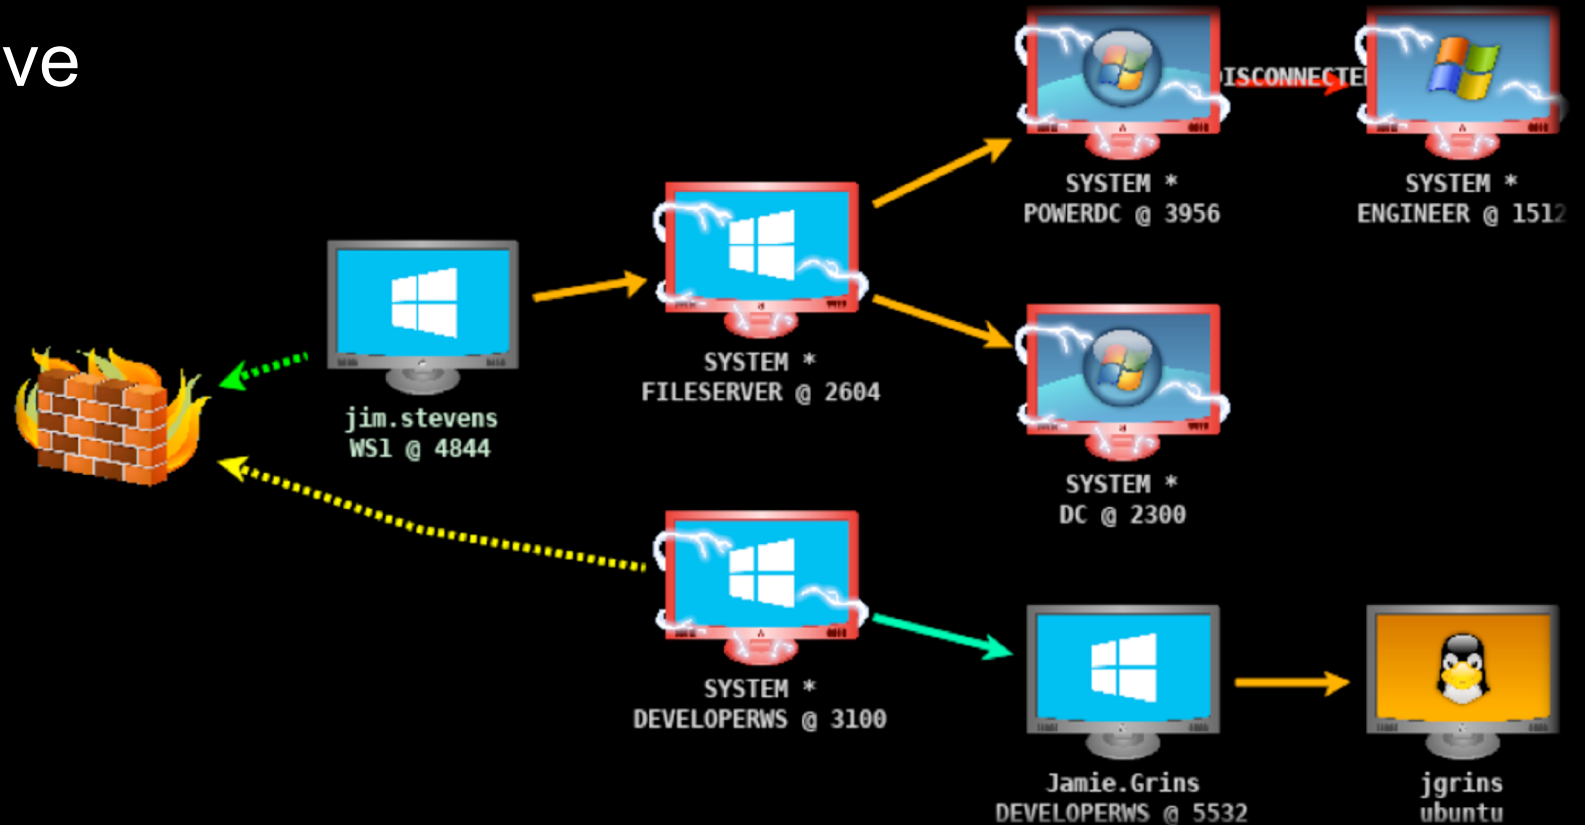 ve
ISCONNECTE
SYSTEM *
POWERDC @ 3956
SYSTEM *
ENGINEER @ 1512
SYSTEM *
FILESERVER @ 2604
jim.stevens
WS1 @ 4844
SYSTEM *
DC @ 2300
SYSTEM *
DEVELOPERWS @ 3100
Jamie.Grins
DEVELOPERWS @ 5532
jgrins
ubuntu